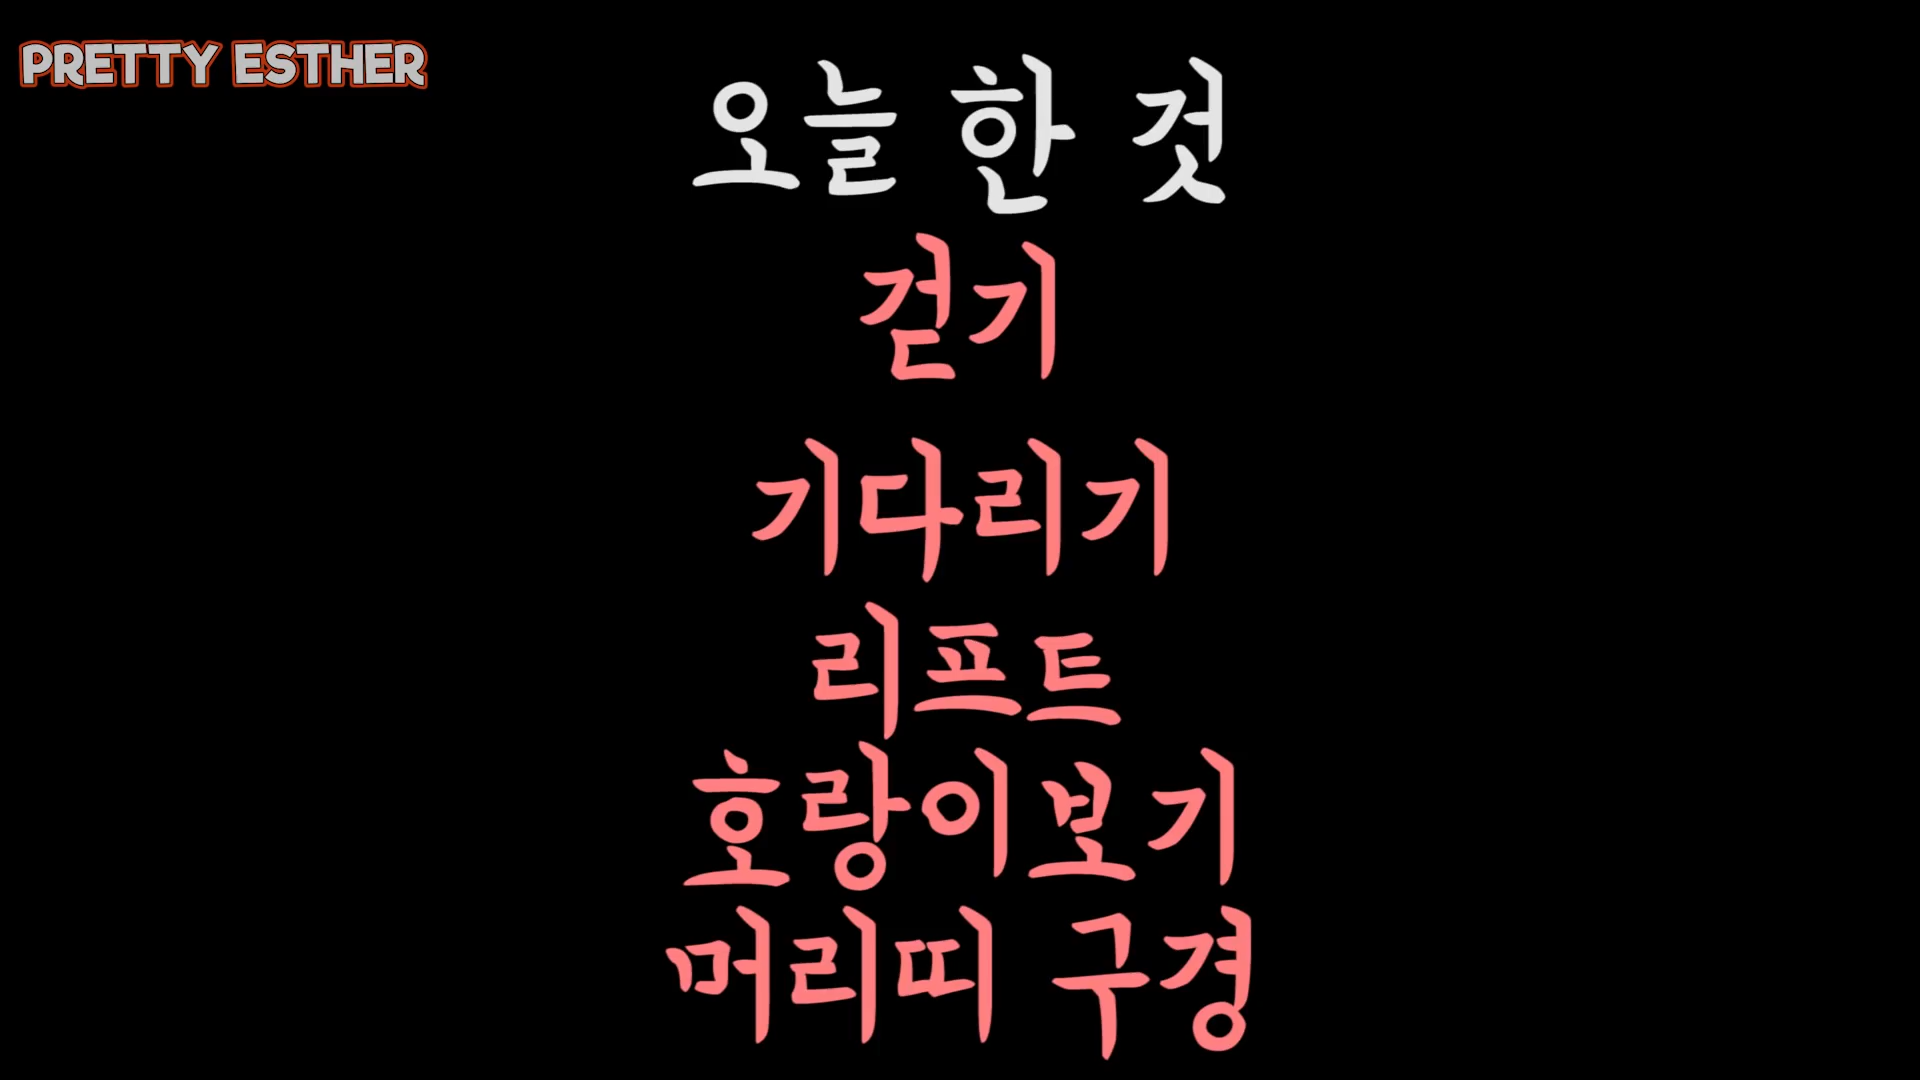 PRETTY ESTHER
오늘 한 것
걷기
기다리기
리프트
호랑이보기
머리띠 구경